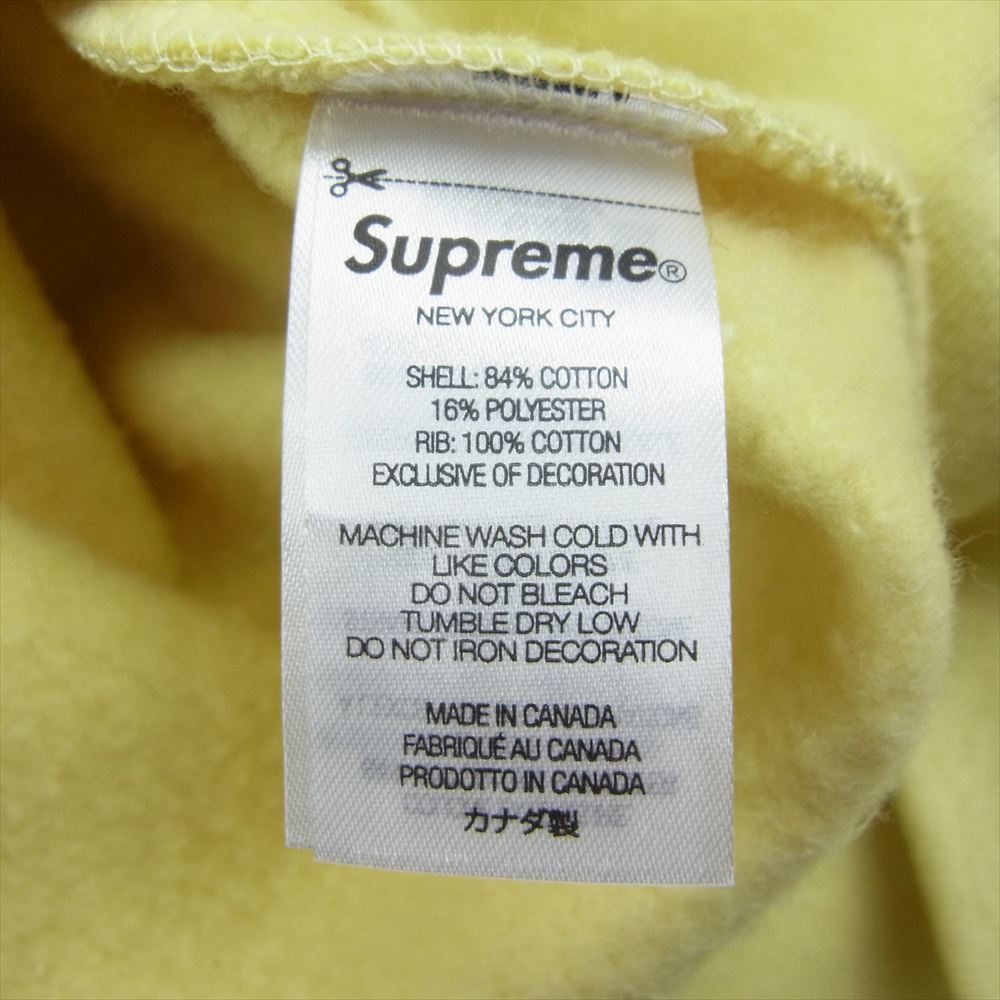 Supreme®
NEW YORK CITY
SHELL: 84% COTTON
16% POLYESTER
RIB: 100% COTTON
EXCLUSIVE OF DECORATION
MACHINE WASH COLD WITH
LIKE COLORS
DO NOT BLEACH
TUMBLE DRY LOW
DO NOT IRON DECORATION
MADE IN CANADA
FABRIQUÉ AU CANADA
PRODOTTO IN CANADA
カナダ製